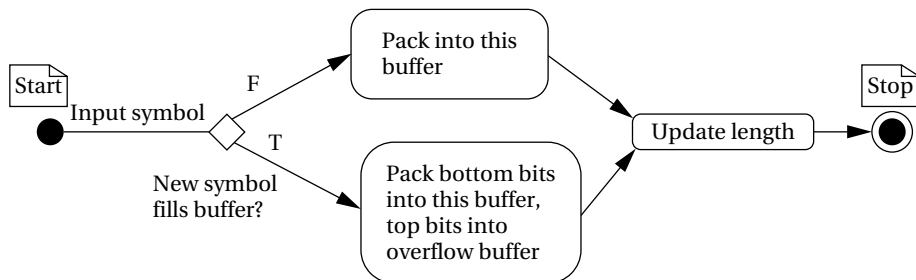 Start
Input symbol
F
T
New symbol
fills buffer?
Pack into this
buffer
Pack bottom bits
into this buffer,
top bits into
overflow buffer
Update length
Stop